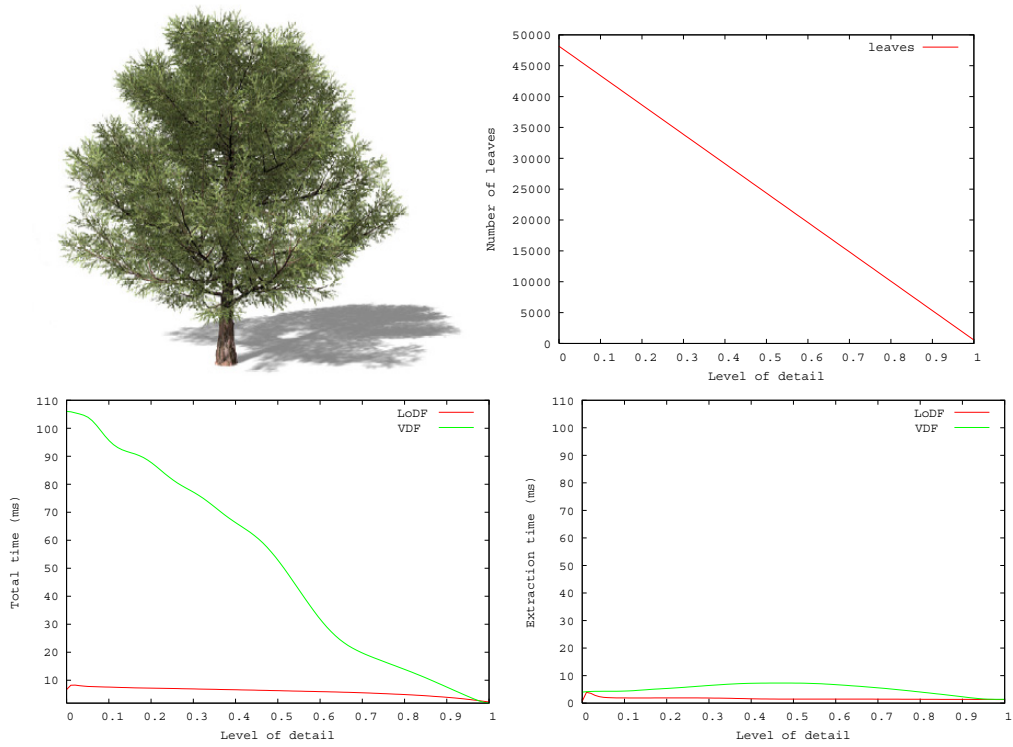 50000
45000
40000
35000
30000
25000
20000
15000
10000
5000
0
leaves
Number of leaves
0 0.1 0.2 0.3 0.4 0.5 0.6 0.7 0.8 0.9 1
Level of detail
110
100
90
80
70
60
50
40
30
20
10
LoDF
VDF
Total time (ms)
0 0.1 0.2 0.3 0.4 0.5 0.6 0.7 0.8 0.9 1
Level of detail
110
100
90
80
70
60
50
40
30
20
10
0
LoDF
VDF
Extraction time (ms)
0 0.1 0.2 0.3 0.4 0.5 0.6 0.7 0.8 0.9 1
Level of detail